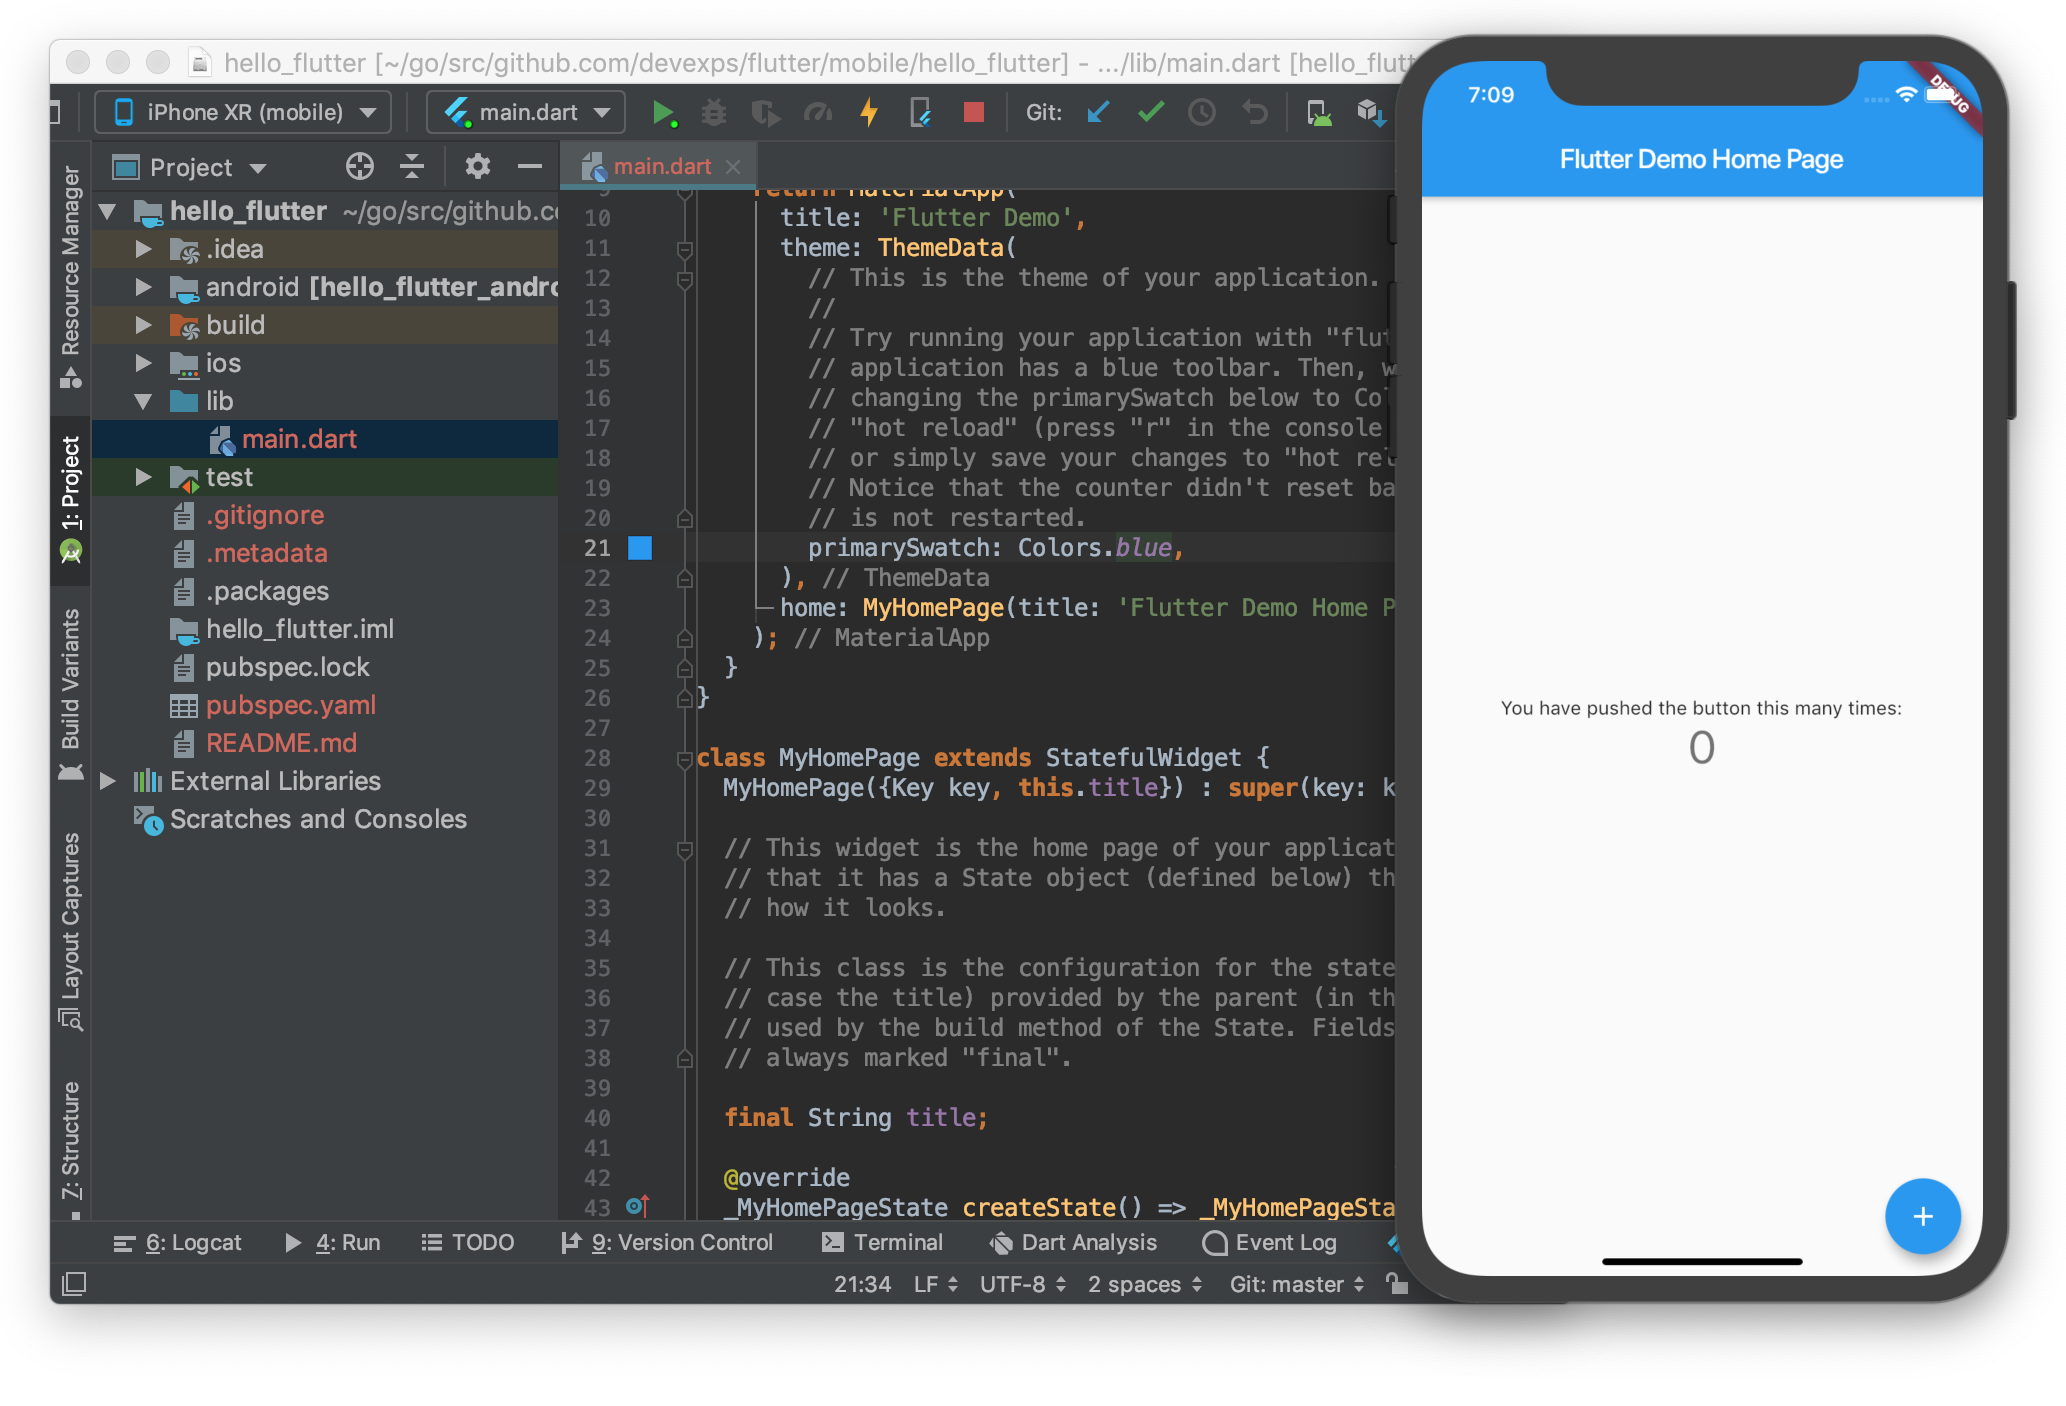 hello_flutter [~/go/src/github.com/devexps/flutter/mobile/hello_flutter] - .../lib/main.dart [hello_flutt
iPhone XR (mobile)
main.dart
Git:
Resource Manager
1: Project
Build Variants
Layout Captures
7: Structure
Project
hello_flutter ~/go/src/github.c
.idea
android [hello_flutter_andro
build
ios
lib
main.dart
test
.gitignore
.metadata
.packages
hello_flutter.iml
pubspec.lock
pubspec.yaml
README.md
External Libraries
Scratches and Consoles
main.dart
9 return MaterialApp(
10 title: 'Flutter Demo',
11 theme: ThemeData(
12 // This is the theme of your application.
13 //
14 // Try running your application with "flut
15 // application has a blue toolbar. Then, w
16 // changing the primarySwatch below to Col
17 // "hot reload" (press "r" in the console
18 // or simply save your changes to "hot rel
19 // Notice that the counter didn't reset ba
20 // is not restarted.
21 primarySwatch: Colors.blue,
22 ), // ThemeData
23 home: MyHomePage(title: 'Flutter Demo Home P
24 ); // MaterialApp
25 }
26 }
27
28 class MyHomePage extends StatefulWidget {
29 MyHomePage({Key key, this.title}) : super(key: k
30
31 // This widget is the home page of your applicat
32 // that it has a State object (defined below) th
33 // how it looks.
34
35 // This class is the configuration for the state
36 // case the title) provided by the parent (in th
37 // used by the build method of the State. Fields
38 // always marked "final".
39
40 final String title;
41
42 @override
43 _MyHomePageState createState() => _MyHomePageSta
6: Logcat
4: Run
TODO
9: Version Control
Terminal
Dart Analysis
Event Log
21:34 LF UTF-8 2 spaces Git: master
7:09
DEBUG
Flutter Demo Home Page
You have pushed the button this many times:
0
+